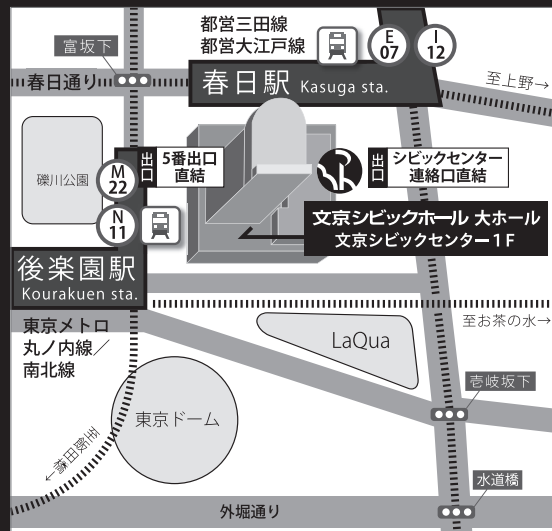 都営三田線
都営大江戸線
E
07
I
12
富坂下
春日通り
春日駅 Kasuga sta.
至上野→
礫川公園
M
22
N
11
出口
5番出口
直結
出口
シビックセンター
連絡口直結
文京シビックホール 大ホール
文京シビックセンター1F
後楽園駅
Kourakuen sta.
東京メトロ
丸ノ内線／
南北線
至お茶の水→
LaQua
壱岐坂下
東京ドーム
至飯田橋→
水道橋
外堀通り